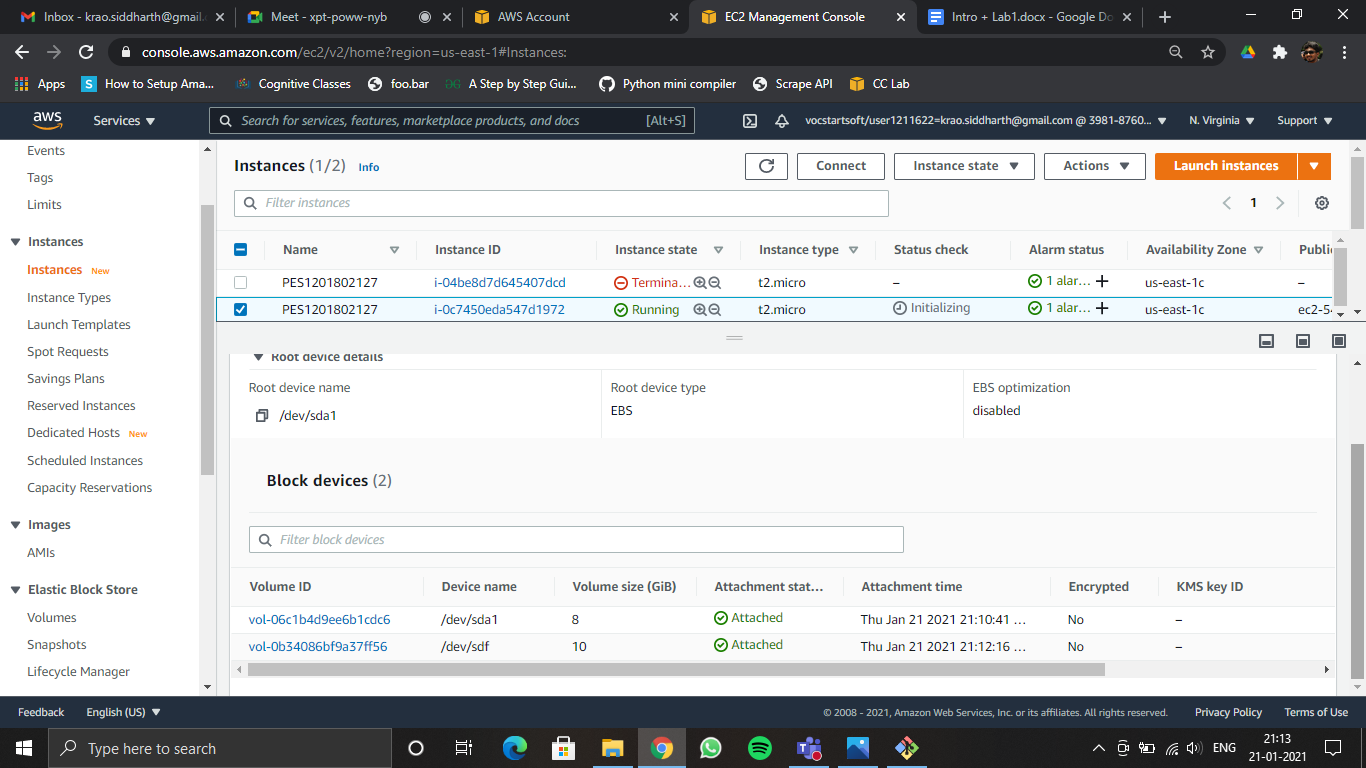 Inbox - krao.siddharth@gmail.
Meet - xpt-poww-nyb
AWS Account
EC2 Management Console
Intro + Lab1.docx - Google Do
console.aws.amazon.com/ec2/v2/home?region=us-east-1#Instances:
Apps
S How to Setup Ama...
Cognitive Classes
foo.bar
A Step by Step Gui...
Python mini compiler
Scrape API
CC Lab
aws
Services
Search for services, features, marketplace products, and docs [Alt+S]
vocstartsoft/user1211622=krao.siddharth@gmail.com @ 3981-8760...
N. Virginia
Support
Events
Tags
Limits
Instances
Instances New
Instance Types
Launch Templates
Spot Requests
Savings Plans
Reserved Instances
Dedicated Hosts New
Scheduled Instances
Capacity Reservations
Images
AMIs
Elastic Block Store
Volumes
Snapshots
Lifecycle Manager
Instances (1/2) Info
Connect
Instance state
Actions
Launch instances
Filter instances
1
Name Instance ID Instance state Instance type Status check Alarm status Availability Zone Public
PES1201802127 i-04be8d7d645407dcd Termina... t2.micro – 1 alar... + us-east-1c –
PES1201802127 i-0c7450eda547d1972 Running t2.micro Initializing 1 alar... + us-east-1c ec2-54
Root device details
Root device name Root device type EBS optimization
/dev/sda1 EBS disabled
Block devices (2)
Filter block devices
Volume ID Device name Volume size (GiB) Attachment stat... Attachment time Encrypted KMS key ID
vol-06c1b4d9ee6b1cdc6 /dev/sda1 8 Attached Thu Jan 21 2021 21:10:41 ... No –
vol-0b34086bf9a37ff56 /dev/sdf 10 Attached Thu Jan 21 2021 21:12:16 ... No –
Feedback English (US) © 2008 - 2021, Amazon Web Services, Inc. or its affiliates. All rights reserved. Privacy Policy Terms of Use
Type here to search
ENG
21:13
21-01-2021